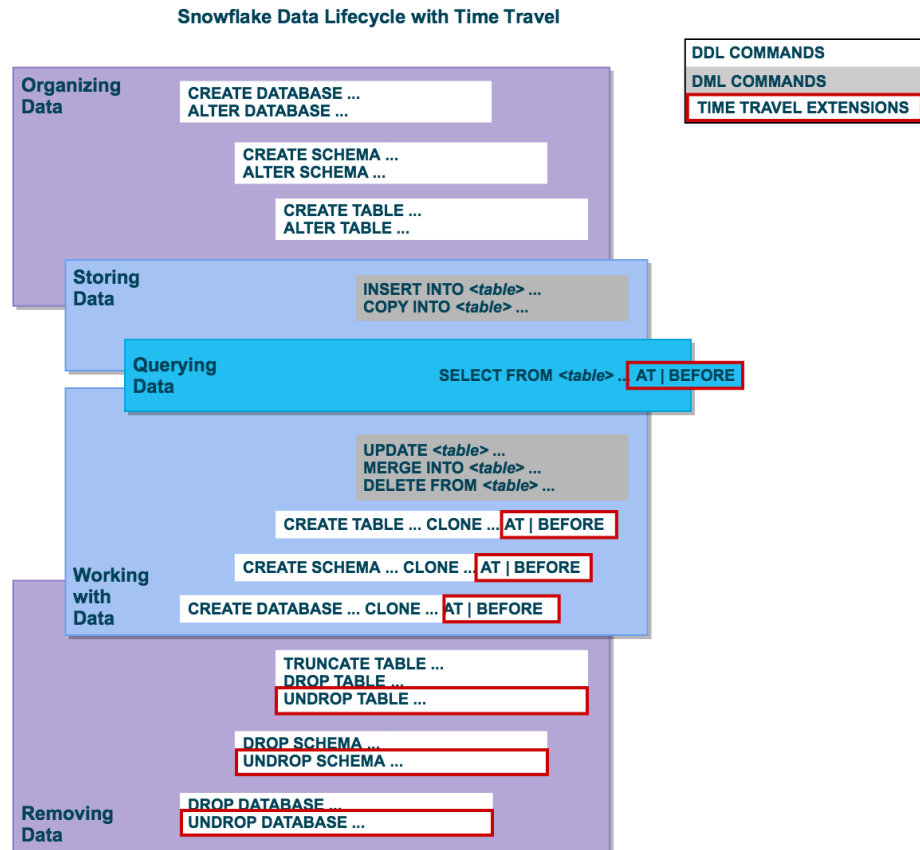 Snowflake Data Lifecycle with Time Travel
DDL COMMANDS
DML COMMANDS
TIME TRAVEL EXTENSIONS
Organizing
Data
CREATE DATABASE ...
ALTER DATABASE ...
CREATE SCHEMA ...
ALTER SCHEMA ...
CREATE TABLE ...
ALTER TABLE ...
Storing
Data
INSERT INTO <table> ...
COPY INTO <table> ...
Querying
Data
SELECT FROM <table> ... AT | BEFORE
UPDATE <table> ...
MERGE INTO <table> ...
DELETE FROM <table> ...
CREATE TABLE ... CLONE ... AT | BEFORE
CREATE SCHEMA ... CLONE ... AT | BEFORE
Working
with
Data
CREATE DATABASE ... CLONE ... AT | BEFORE
TRUNCATE TABLE ...
DROP TABLE ...
UNDROP TABLE ...
DROP SCHEMA ...
UNDROP SCHEMA ...
DROP DATABASE ...
UNDROP DATABASE ...
Removing
Data